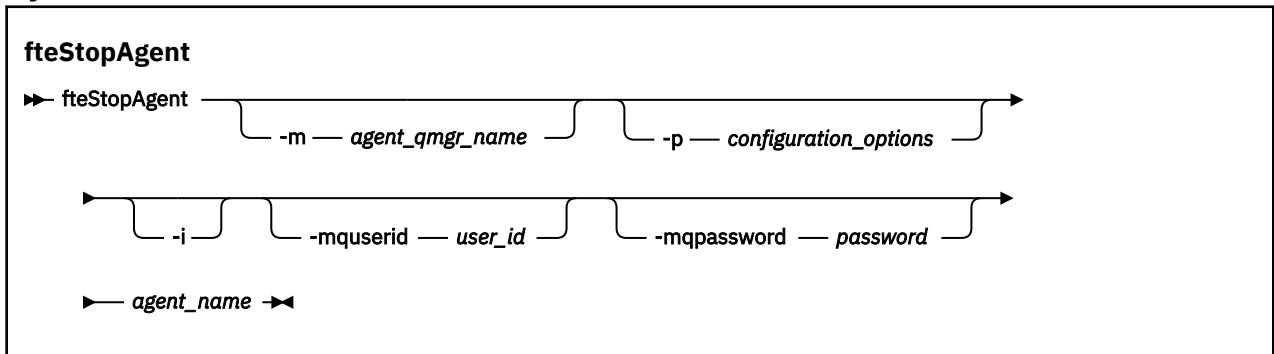 fteStopAgent
fteStopAgent
-m agent_qmgr_name -p configuration_options
-i -mquserid user_id -mqpassword password
agent_name